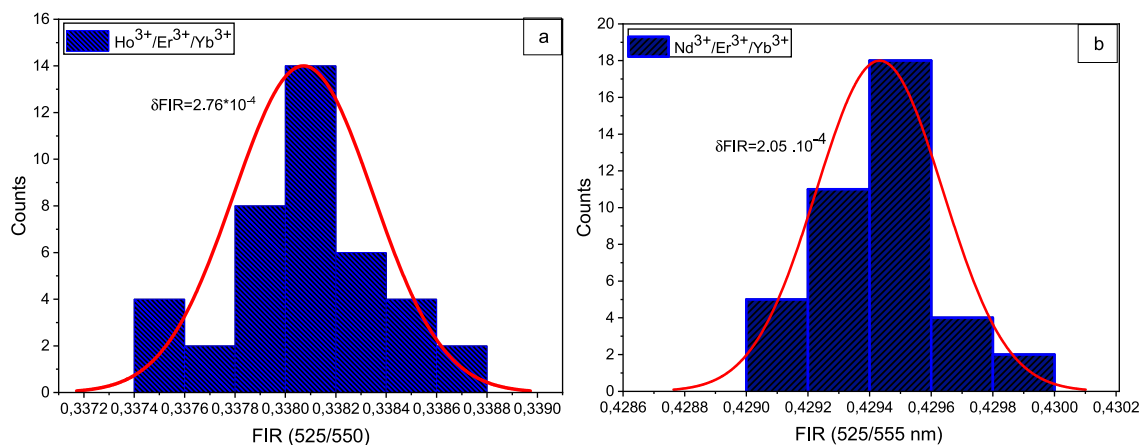 16
14
12
10
8
6
4
2
0
Counts
Ho3+/Er3+/Yb3+
a
δFIR=2.76*10-4
0,3372 0,3374 0,3376 0,3378 0,3380 0,3382 0,3384 0,3386 0,3388 0,3390
FIR (525/550)
20
18
16
14
12
10
8
6
4
2
0
Counts
Nd3+/Er3+/Yb3+
b
δFIR=2.05 .10-4
0,4286 0,4288 0,4290 0,4292 0,4294 0,4296 0,4298 0,4300 0,4302
FIR (525/555 nm)